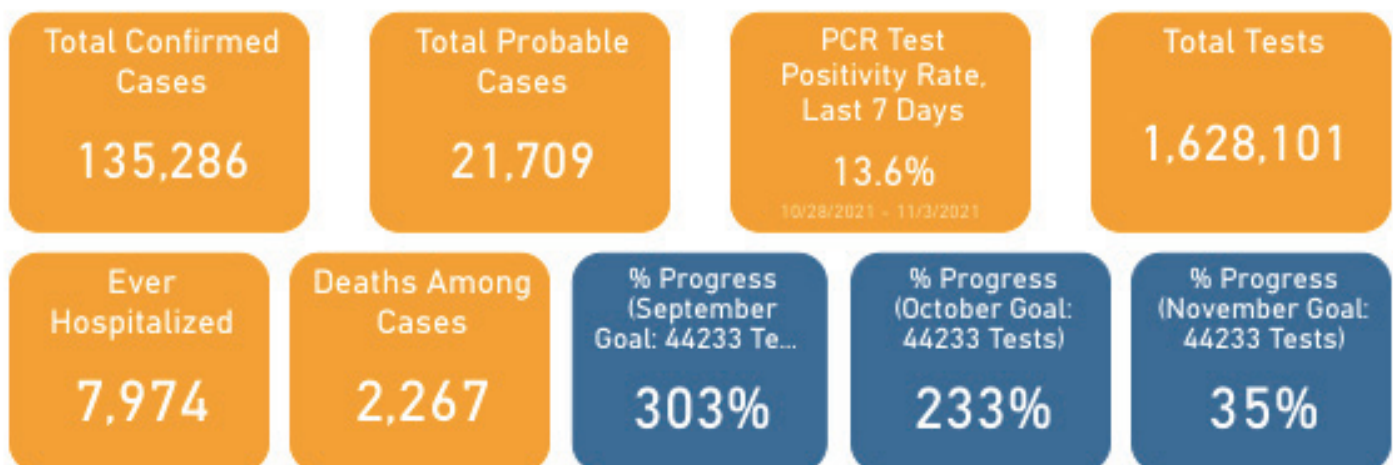 Total Confirmed
Cases
135,286
Total Probable
Cases
21,709
PCR Test
Positivity Rate,
Last 7 Days
13.6%
10/28/2021 - 11/3/2021
Total Tests
1,628,101
Ever
Hospitalized
7,974
Deaths Among
Cases
2,267
% Progress
(September
Goal: 44233 Te...
303%
% Progress
(October Goal:
44233 Tests)
233%
% Progress
(November Goal:
44233 Tests)
35%